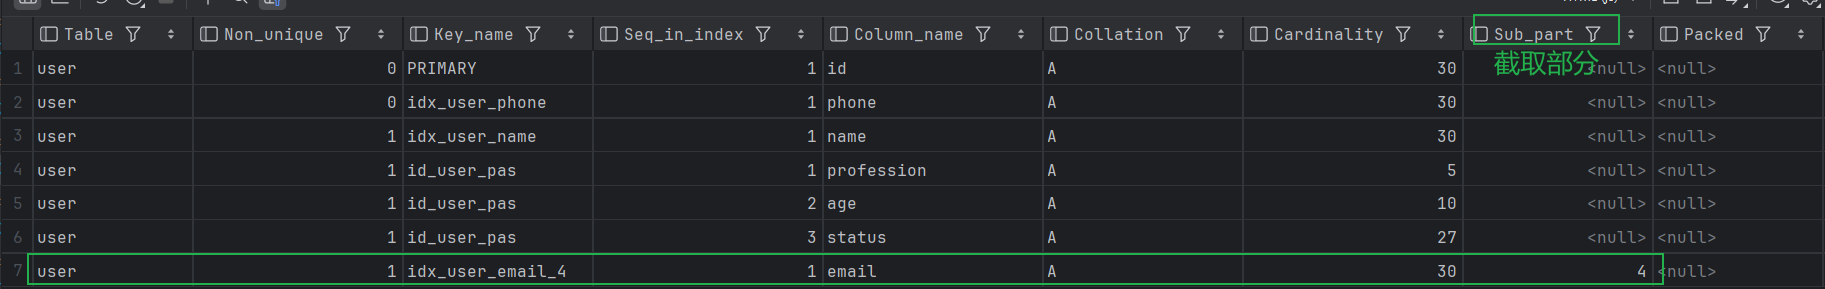 Table Non_unique Key_name Seq_in_index Column_name Collation Cardinality Sub_part Packed
截取部分
1 user 0 PRIMARY 1 id A 30 <null> <null>
2 user 0 idx_user_phone 1 phone A 30 <null> <null>
3 user 1 idx_user_name 1 name A 30 <null> <null>
4 user 1 id_user_pas 1 profession A 5 <null> <null>
5 user 1 id_user_pas 2 age A 10 <null> <null>
6 user 1 id_user_pas 3 status A 27 <null> <null>
7 user 1 idx_user_email_4 1 email A 30 4 <null>